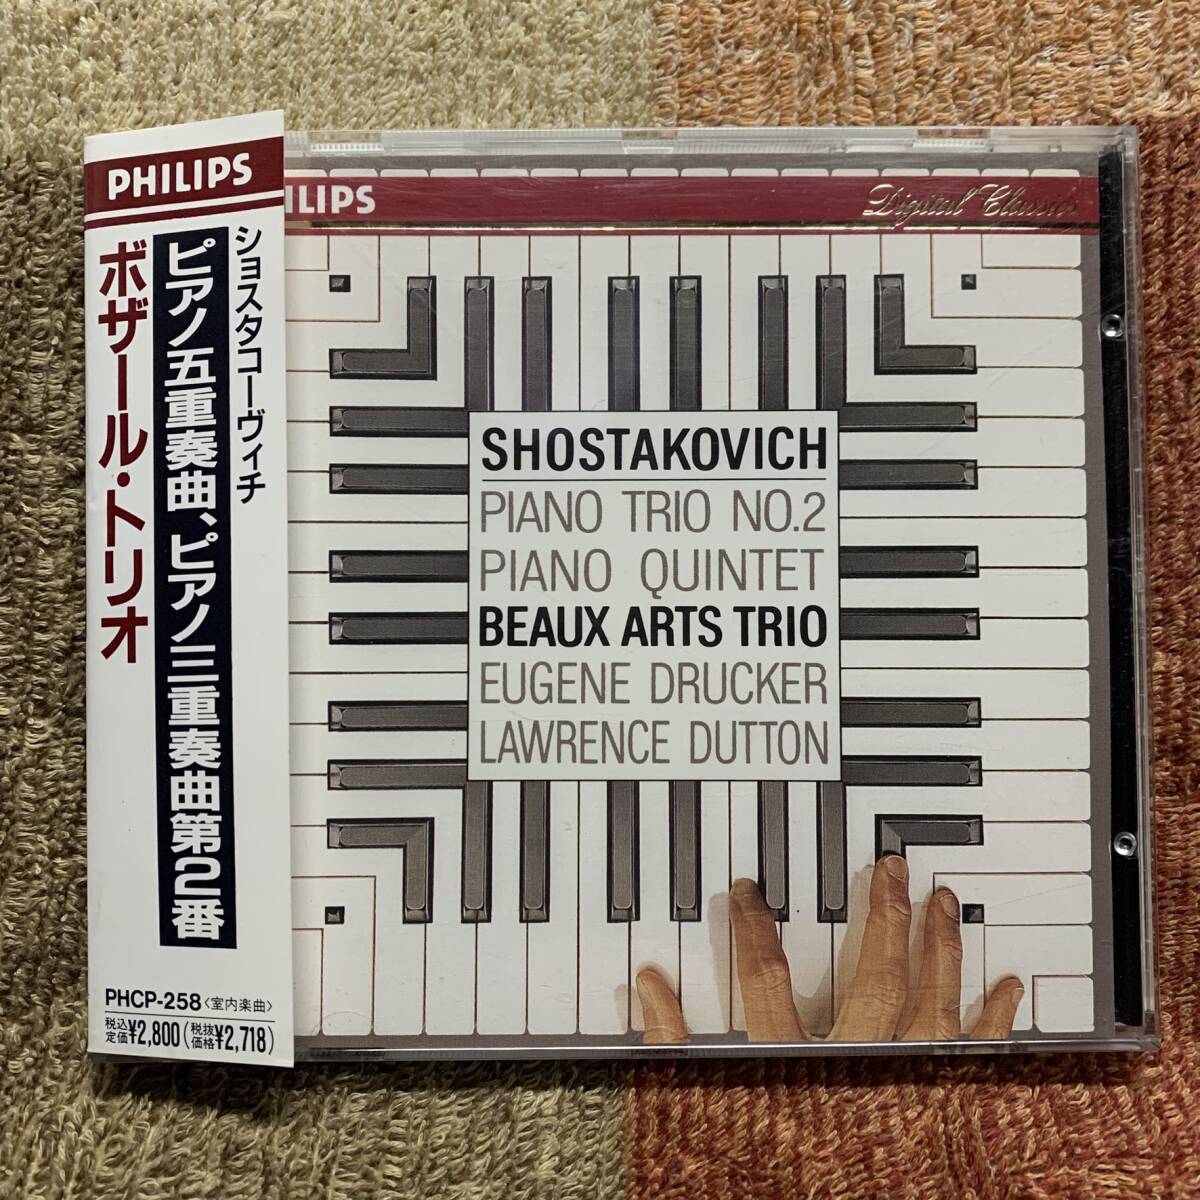 PHILIPS
ショスタコーヴィチ
ピアノ五重奏曲、ピアノ三重奏曲第2番
ボザール・トリオ
PHCP-258〈室内楽曲〉
税込定価¥2,800(税抜価格¥2,718)
ILIPS
Digital Classics
SHOSTAKOVICH
PIANO TRIO NO.2
PIANO QUINTET
BEAUX ARTS TRIO
EUGENE DRUCKER
LAWRENCE DUTTON